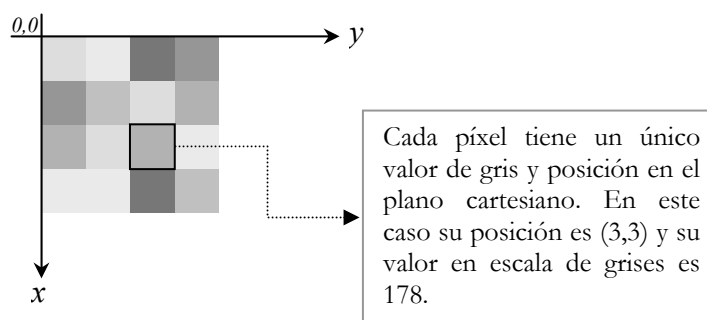 0,0
y
Cada píxel tiene un único
valor de gris y posición en el
plano cartesiano. En este
caso su posición es (3,3) y su
valor en escala de grises es
178.
x